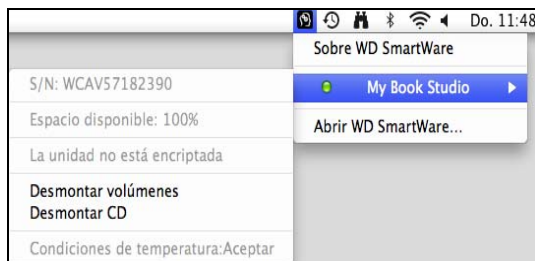 Do. 11:48
Sobre WD SmartWare
My Book Studio
Abrir WD SmartWare...
S/N: WCAV57182390
Espacio disponible: 100%
La unidad no está encriptada
Desmontar volúmenes
Desmontar CD
Condiciones de temperatura:Aceptar